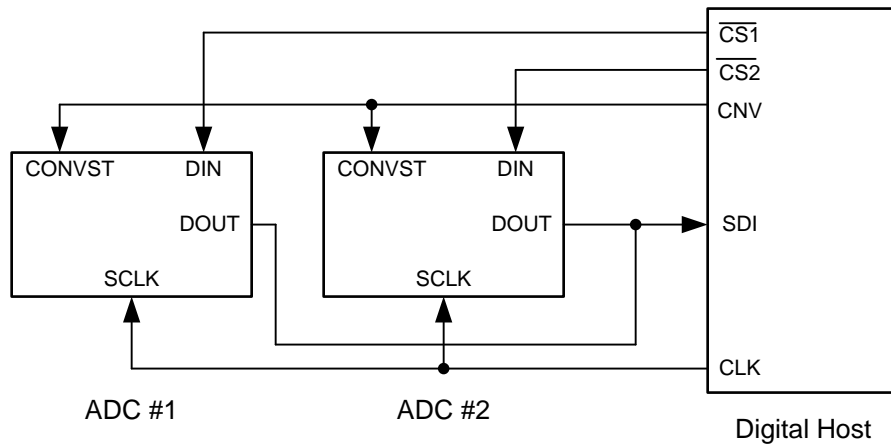 CS1
CS2
CNV
CONVST DIN CONVST DIN
DOUT DOUT SDI
SCLK SCLK
CLK
ADC #1 ADC #2
Digital Host